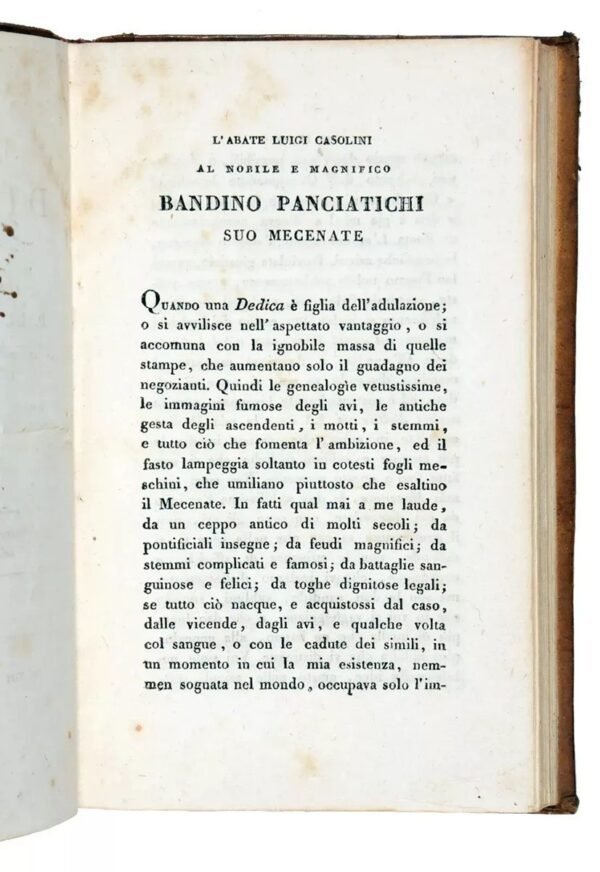 L'ABATE LUIGI CASOLINI
AL NOBILE E MAGNIFICO
BANDINO PANCIATICHI
SUO MECENATE
QUANDO una Dedica è figlia dell'adulazione;
o si avvilisce nell'aspettato vantaggio, o si
accomuna con la ignobile massa di quelle
stampe, che aumentano solo il guadagno dei
negozianti. Quindi le genealogìe vetustissime,
le immagini fumose degli avi, le antiche
gesta degli ascendenti, i motti, i stemmi,
e tutto ciò che fomenta l'ambizione, ed il
fasto lampeggia soltanto in cotesti fogli me-
schini, che umiliano piuttosto che esaltino
il Mecenate. In fatti qual mai a me laude,
da un ceppo antico di molti secoli; da
pontificiali insegne; da feudi magnifici; da
stemmi complicati e famosi; da battaglie san-
guinose e felici; da toghe dignitose legali;
se tutto ciò nacque, e acquistossi dal caso,
dalle vicende, dagli avi, e qualche volta
col sangue, o con le cadute dei simili, in
un momento in cui la mia esistenza, nem-
men sognata nel mondo, occupava solo l'im-